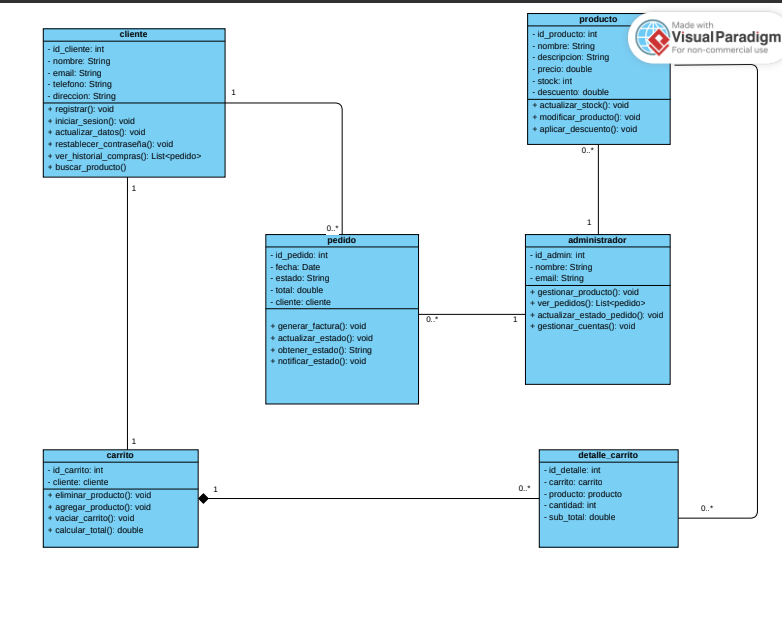 cliente
- id_cliente: int
- nombre: String
- email: String
- telefono: String
- direccion: String
+ registrar(): void
+ iniciar_sesion(): void
+ actualizar_datos(): void
+ restablecer_contraseña(): void
+ ver_historial_compras(): List<pedido>
+ buscar_producto()
1
1
producto
- id_producto: int
- nombre: String
- descripcion: String
- precio: double
- stock: int
- descuento: double
+ actualizar_stock(): void
+ modificar_producto(): void
+ aplicar_descuento(): void
0..*
Made with
Visual Paradigm
For non-commercial use
0..*
pedido
- id_pedido: int
- fecha: Date
- estado: String
- total: double
- cliente: cliente
+ generar_factura(): void
+ actualizar_estado(): void
+ obtener_estado(): String
+ notificar_estado(): void
0..*
1
1
administrador
- id_admin: int
- nombre: String
- email: String
+ gestionar_producto(): void
+ ver_pedidos(): List<pedido>
+ actualizar_estado_pedido(): void
+ gestionar_cuentas(): void
1
carrito
- id_carrito: int
- cliente: cliente
+ eliminar_producto(): void
+ agregar_producto(): void
+ vaciar_carrito(): void
+ calcular_total(): double
1
0..*
detalle_carrito
- id_detalle: int
- carrito: carrito
- producto: producto
- cantidad: int
- sub_total: double
0..*